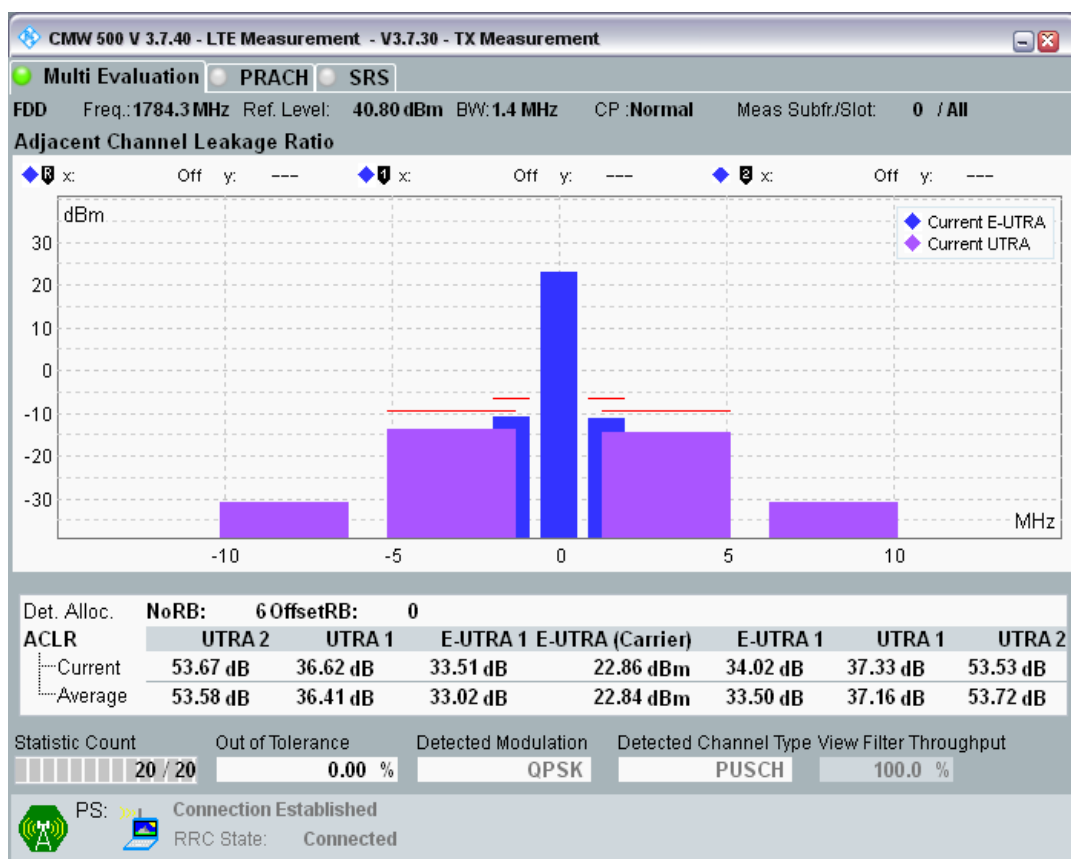 CMW 500 V 3.7.40 - LTE Measurement - V3.7.30 - TX Measurement
Multi Evaluation PRACH SRS
FDD Freq.: 1784.3 MHz Ref. Level: 40.80 dBm BW: 1.4 MHz CP : Normal Meas Subfr./Slot: 0 / All
Adjacent Channel Leakage Ratio
R x: Off y: --- 1 x: Off y: --- 2 x: Off y: ---
dBm
Current E-UTRA
Current UTRA
30
20
10
0
-10
-20
-30
MHz
-10 -5 0 5 10
Det. Alloc. NoRB: 6 OffsetRB: 0
ACLR UTRA 2 UTRA 1 E-UTRA 1 E-UTRA (Carrier) E-UTRA 1 UTRA 1 UTRA 2
Current 53.67 dB 36.62 dB 33.51 dB 22.86 dBm 34.02 dB 37.33 dB 53.53 dB
Average 53.58 dB 36.41 dB 33.02 dB 22.84 dBm 33.50 dB 37.16 dB 53.72 dB
Statistic Count Out of Tolerance Detected Modulation Detected Channel Type View Filter Throughput
20 / 20 0.00 % QPSK PUSCH 100.0 %
PS: Connection Established
RRC State: Connected